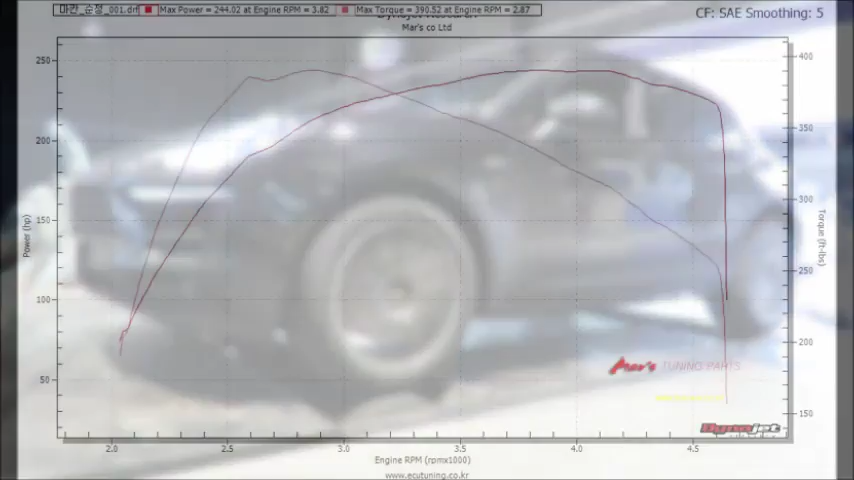 마칸_순정_001.drf Max Power = 244.02 at Engine RPM = 3.82 Max Torque = 390.52 at Engine RPM = 2.87
CF: SAE Smoothing: 5
Mar's co Ltd
250
200
150
100
50
Power (hp)
400
350
300
250
200
150
Torque (ft-lbs)
Mar's TUNING PARTS
Dynojet
2.0 2.5 3.0 3.5 4.0 4.5
Engine RPM (rpmx1000)
www.ecutuning.co.kr